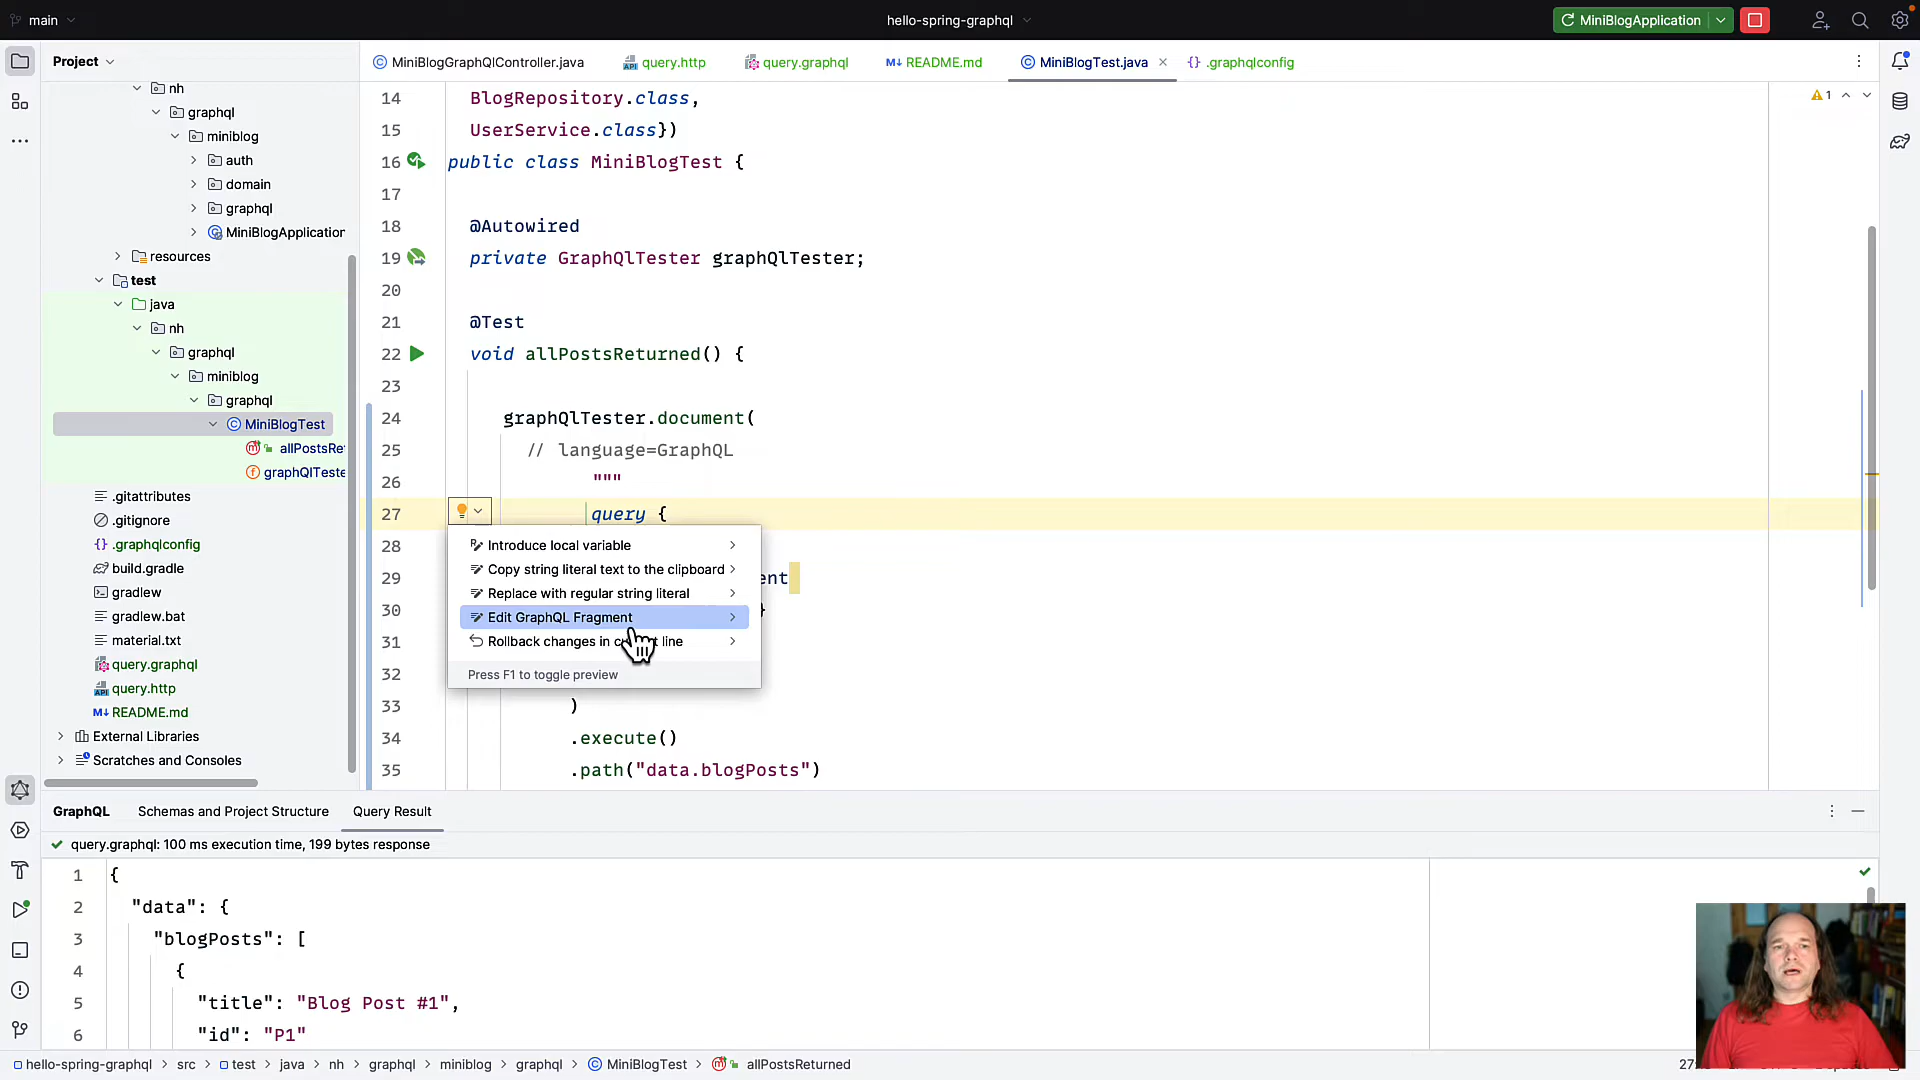 main
hello-spring-graphql
MiniBlogApplication
Project
MiniBlogGraphQlController.java
query.http
query.graphql
README.md
MiniBlogTest.java
.graphqlconfig
nh
graphql
miniblog
auth
domain
graphql
MiniBlogApplication
resources
test
java
nh
graphql
miniblog
graphql
MiniBlogTest
allPostsRe
graphQlTeste
.gitattributes
.gitignore
.graphqlconfig
build.gradle
gradlew
gradlew.bat
material.txt
query.graphql
query.http
README.md
External Libraries
Scratches and Consoles
1
14 BlogRepository.class,
15 UserService.class})
16 public class MiniBlogTest {
17
18 @Autowired
19 private GraphQlTester graphQlTester;
20
21 @Test
22 void allPostsReturned() {
23
24 graphQlTester.document(
25 // language=GraphQL
26 """
27 query {
28
29 ent
30 }
31
32
33 )
34 .execute()
35 .path("data.blogPosts")
Introduce local variable
Copy string literal text to the clipboard
Replace with regular string literal
Edit GraphQL Fragment
Rollback changes in line
Press F1 to toggle preview
GraphQL Schemas and Project Structure Query Result
query.graphql: 100 ms execution time, 199 bytes response
1 {
2 "data": {
3 "blogPosts": [
4 {
5 "title": "Blog Post #1",
6 "id": "P1"
hello-spring-graphql > src > test > java > nh > graphql > miniblog > graphql > MiniBlogTest > allPostsReturned